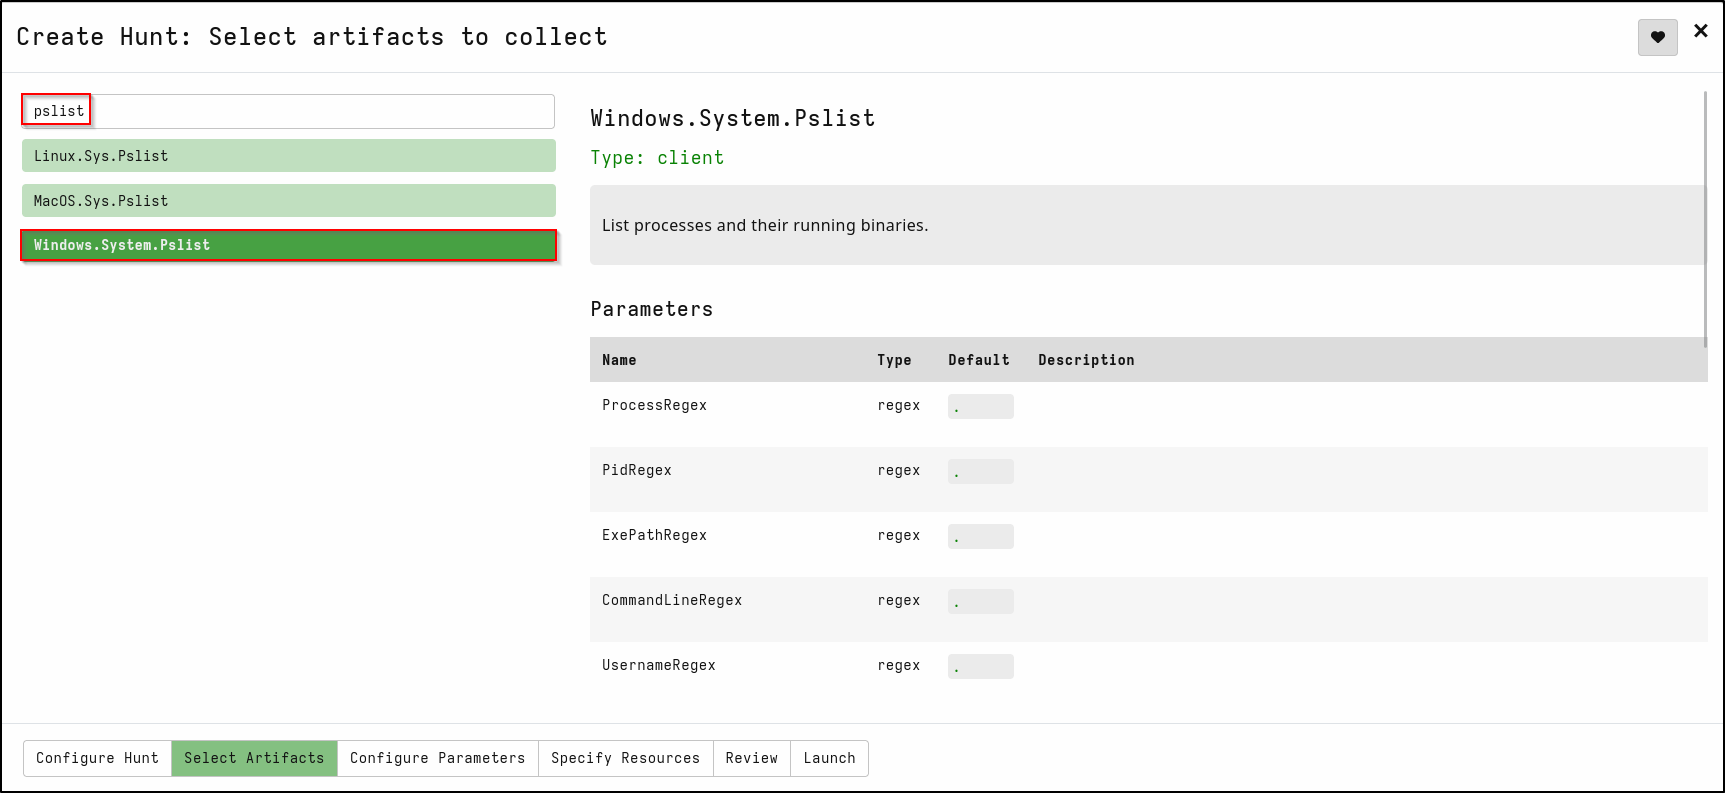 Create Hunt: Select artifacts to collect
pslist
Linux.Sys.Pslist
MacOS.Sys.Pslist
Windows.System.Pslist
Windows.System.Pslist
Type: client
List processes and their running binaries.
Parameters
Name Type Default Description
ProcessRegex regex .
PidRegex regex .
ExePathRegex regex .
CommandLineRegex regex .
UsernameRegex regex .
Configure Hunt Select Artifacts Configure Parameters Specify Resources Review Launch